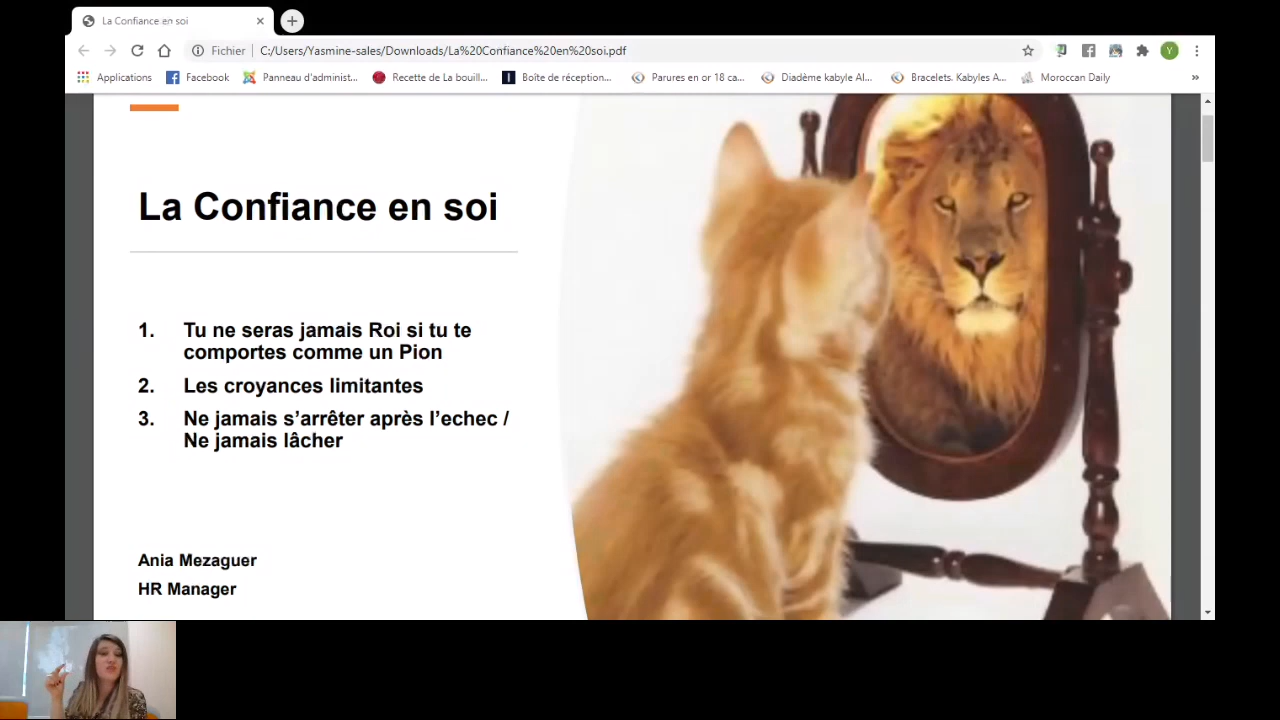 La Confiance en soi
Fichier C:/Users/Yasmine-sales/Downloads/La%20Confiance%20en%20soi.pdf
Y
Applications Facebook Panneau d'administ... Recette de La bouill... Boîte de réception... Parures en or 18 ca... Diadème kabyle Al... Bracelets. Kabyles A... Moroccan Daily »
La Confiance en soi
1. Tu ne seras jamais Roi si tu te
comportes comme un Pion
2. Les croyances limitantes
3. Ne jamais s’arrêter après l’echec /
Ne jamais lâcher
Ania Mezaguer
HR Manager